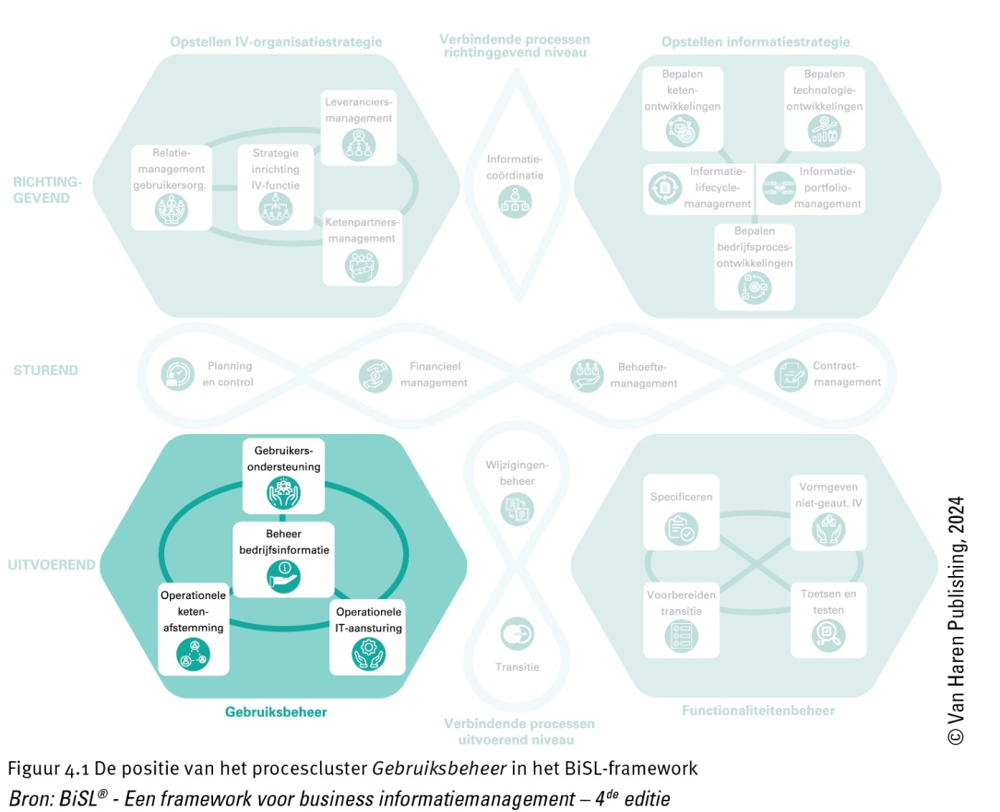 Opstellen IV-organisatiestrategie
Verbindende processen
richtinggevend niveau
Opstellen informatiestrategie
RICHTING-
GEVEND
Relatie-
management
gebruikersorg.
Strategie
inrichting
IV-functie
Leveranciers-
management
Ketenpartners-
management
Informatie-
coördinatie
Bepalen
keten-
ontwikkelingen
Bepalen
technologie-
ontwikkelingen
Informatie-
lifecycle-
management
Informatie-
portfolio-
management
Bepalen
bedrijfsproces-
ontwikkelingen
STUREND
Planning
en control
Financieel
management
Behoefte-
management
Contract-
management
UITVOEREND
Gebruikers-
ondersteuning
Beheer
bedrijfsinformatie
Operationele
keten-
afstemming
Operationele
IT-aansturing
Gebruiksbeheer
Wijzigingen-
beheer
Transitie
Verbindende processen
uitvoerend niveau
Specificeren
Vormgeven
niet-geaut. IV
Voorbereiden
transitie
Toetsen en
testen
Functionaliteitenbeheer
© Van Haren Publishing, 2024
Figuur 4.1 De positie van het procescluster Gebruiksbeheer in het BiSL-framework
Bron: BiSL® - Een framework voor business informatiemanagement – 4de editie